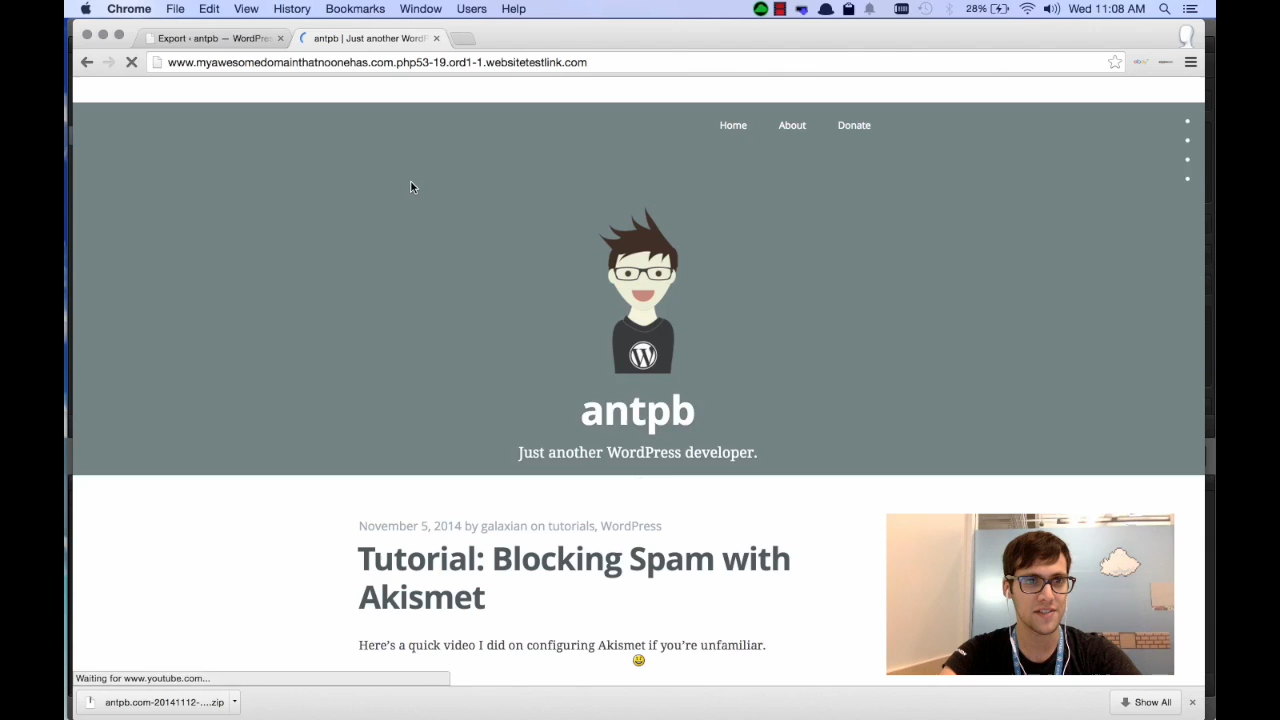 Chrome File Edit View History Bookmarks Window Users Help 28% Wed 11:08 AM
Export ‹ antpb — WordPres
antpb | Just another WordP
www.myawesomedomainthatnoonehas.com.php53-19.ord1-1.websitetestlink.com
Home About Donate
W
antpb
Just another WordPress developer.
November 5, 2014 by galaxian on tutorials, WordPress
Tutorial: Blocking Spam with
Akismet
Here's a quick video I did on configuring Akismet if you're unfamiliar.
Waiting for www.youtube.com...
antpb.com-20141112-....zip
Show All